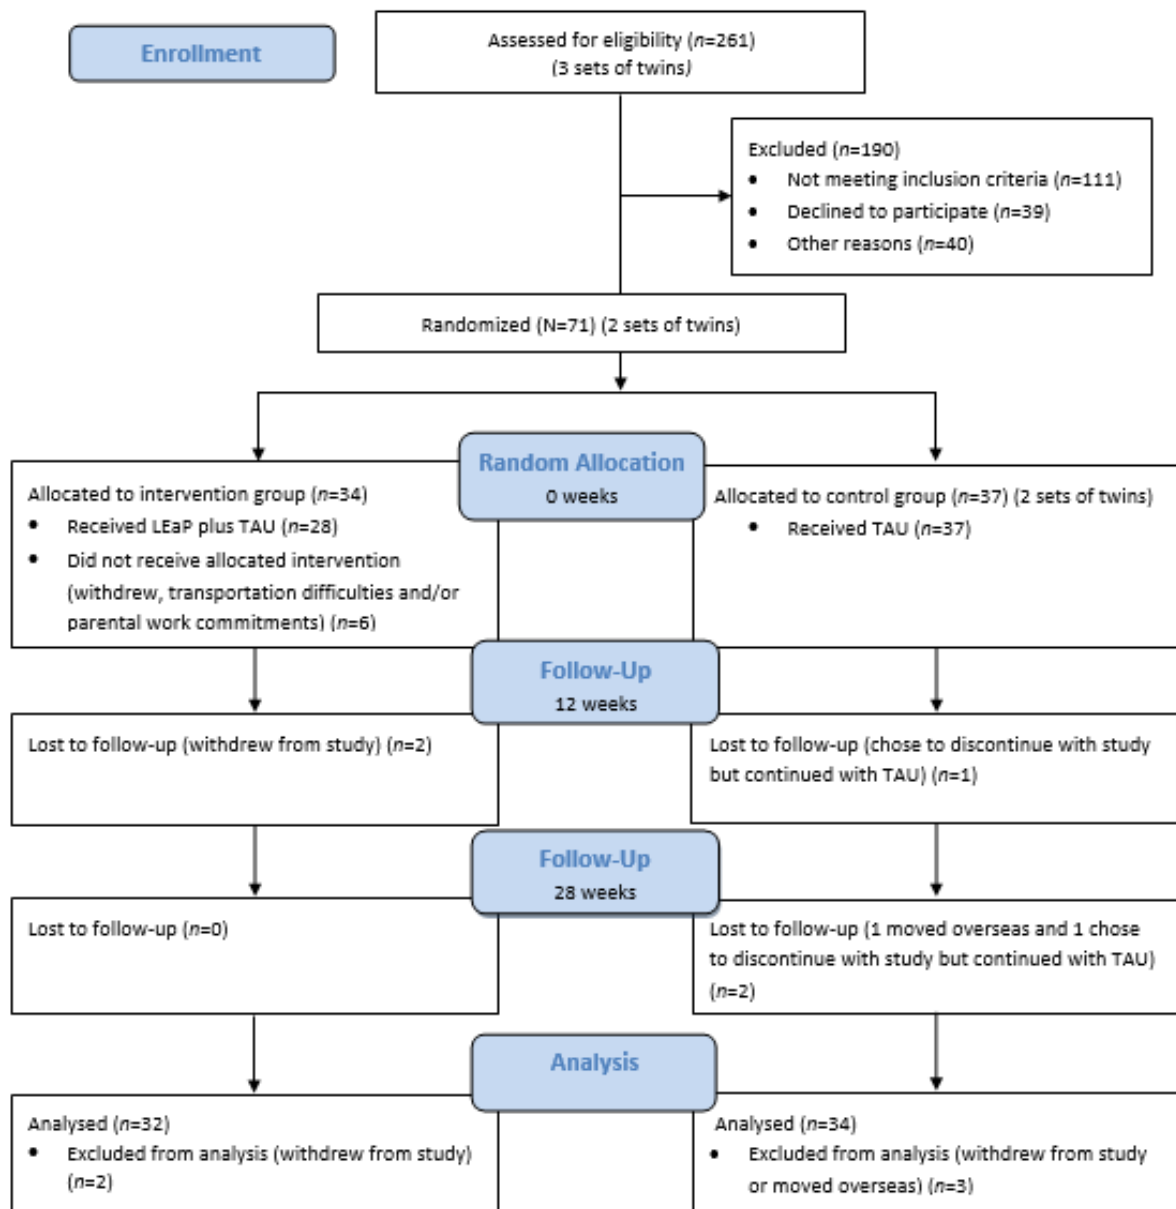 Enrollment
Assessed for eligibility (n=261)
(3 sets of twins)
Excluded (n=190)
• Not meeting inclusion criteria (n=111)
• Declined to participate (n=39)
• Other reasons (n=40)
Randomized (N=71) (2 sets of twins)
Random Allocation
0 weeks
Allocated to intervention group (n=34)
• Received LEaP plus TAU (n=28)
• Did not receive allocated intervention
(withdrew, transportation difficulties and/or
parental work commitments) (n=6)
Allocated to control group (n=37) (2 sets of twins)
• Received TAU (n=37)
Follow-Up
12 weeks
Lost to follow-up (withdrew from study) (n=2)
Lost to follow-up (chose to discontinue with study
but continued with TAU) (n=1)
Follow-Up
28 weeks
Lost to follow-up (n=0)
Lost to follow-up (1 moved overseas and 1 chose
to discontinue with study but continued with TAU)
(n=2)
Analysis
Analysed (n=32)
• Excluded from analysis (withdrew from study)
(n=2)
Analysed (n=34)
• Excluded from analysis (withdrew from study
or moved overseas) (n=3)